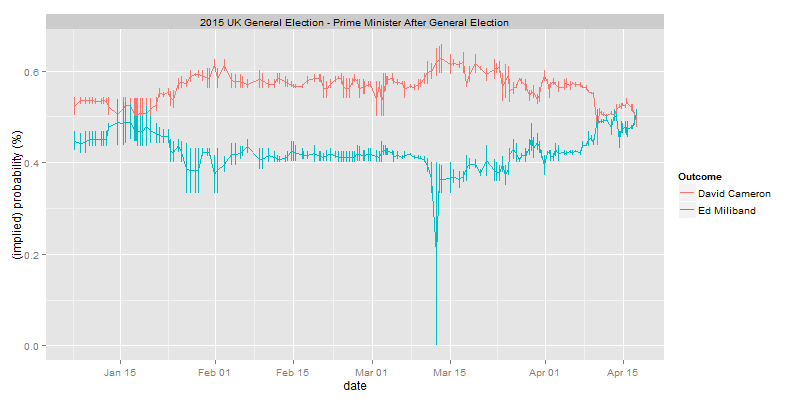 2015 UK General Election - Prime Minister After General Election
(implied) probability (%)
0.6
0.4
0.2
0.0
Jan 15
Feb 01
Feb 15
Mar 01
Mar 15
Apr 01
Apr 15
date
Outcome
David Cameron
Ed Miliband